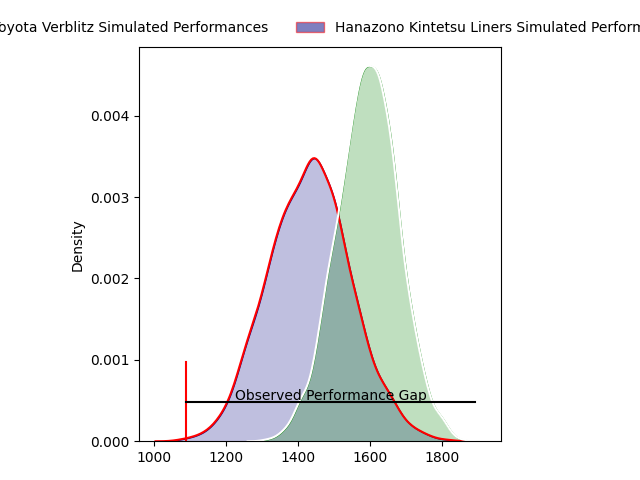 oyota Verblitz Simulated Performances Hanazono Kintetsu Liners Simulated Perform
0.004
0.003
0.002
0.001
0.000
Density
Observed Performance Gap
1000 1200 1400 1600 1800